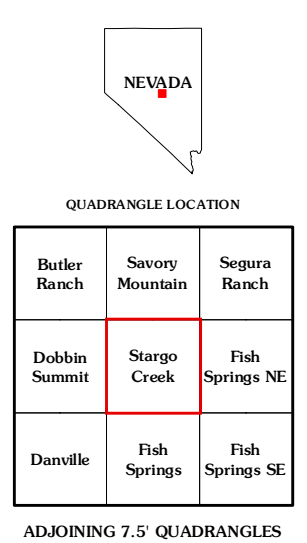 NEVADA
QUADRANGLE LOCATION
Butler
Ranch
Savory
Mountain
Segura
Ranch
Dobbin
Summit
Stargo
Creek
Fish
Springs NE
Danville
Fish
Springs
Fish
Springs SE
ADJOINING 7.5' QUADRANGLES